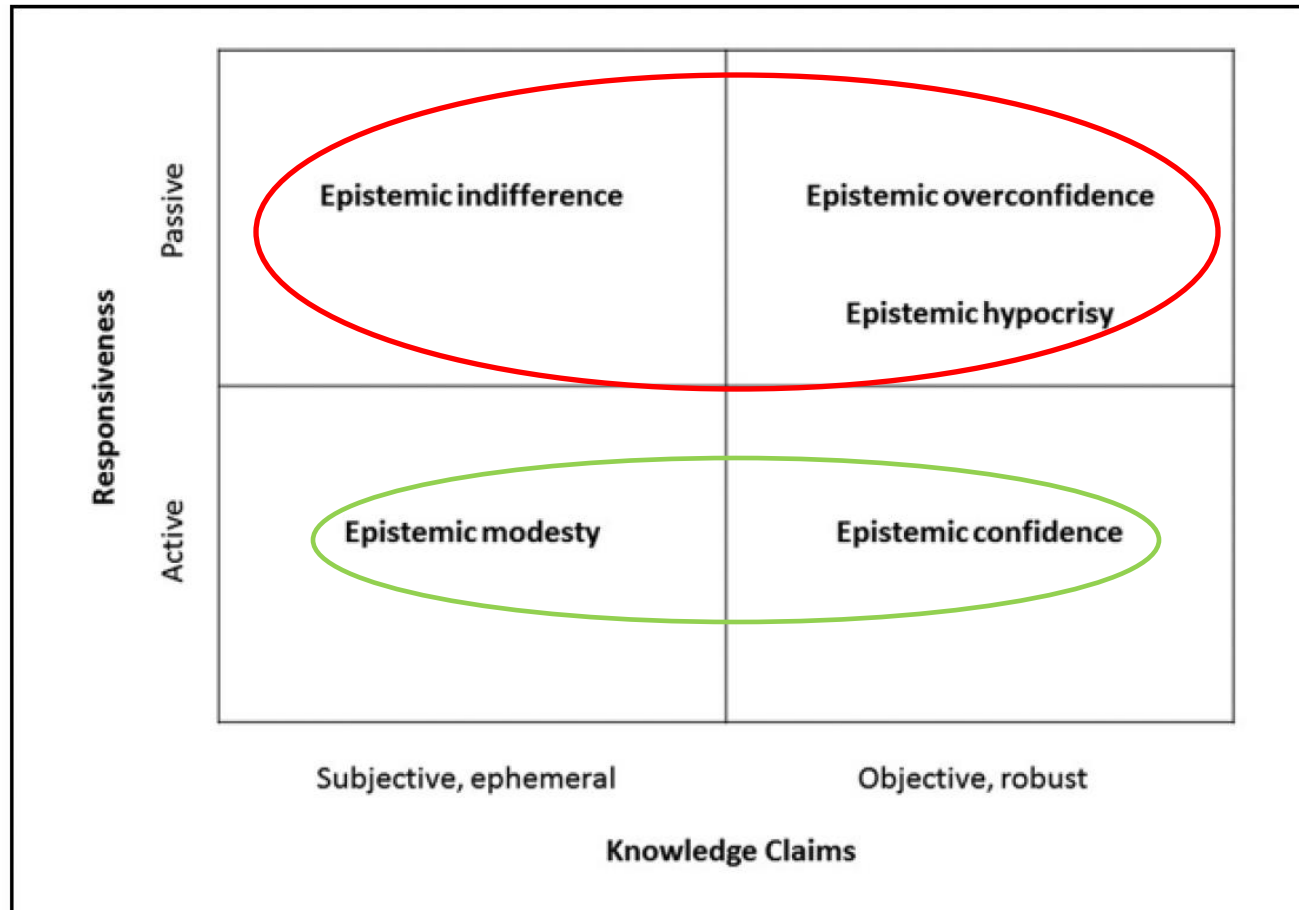 Passive
Epistemic indifference
Epistemic overconfidence
Epistemic hypocrisy
Responsiveness
Active
Epistemic modesty
Epistemic confidence
Subjective, ephemeral
Objective, robust
Knowledge Claims